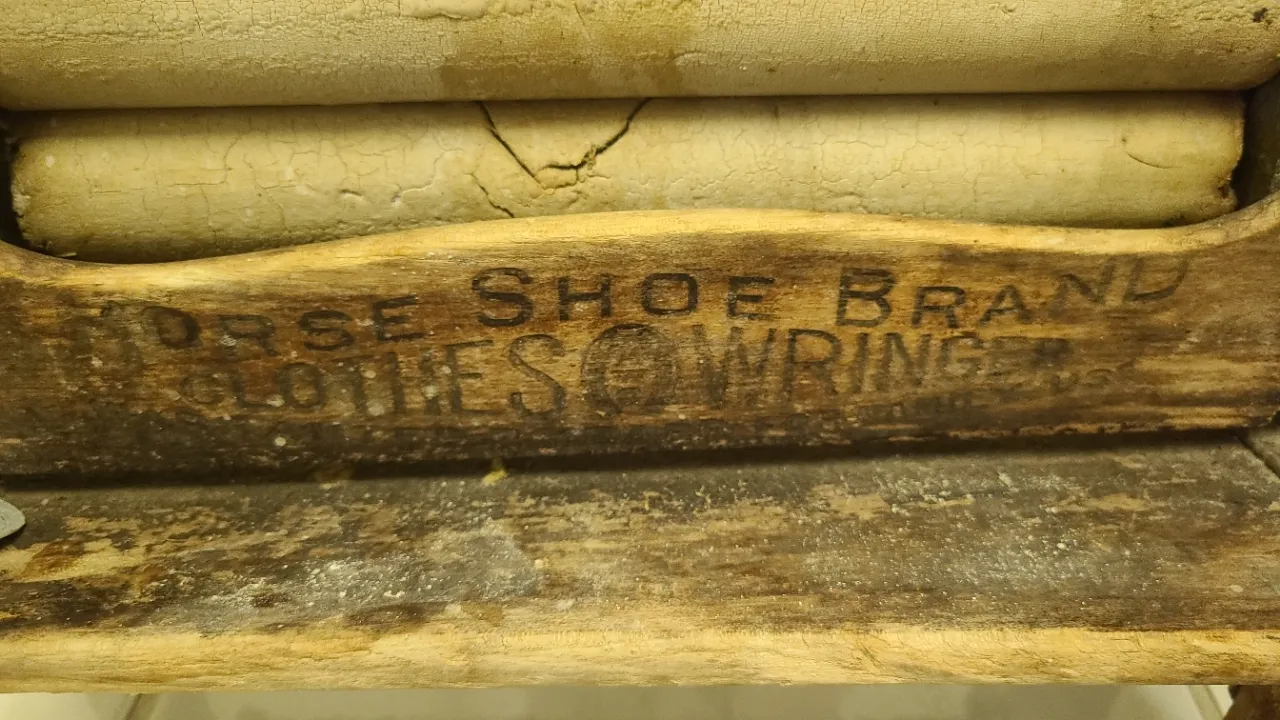 HORSE SHOE BRAND
CLOTHES WRINGER